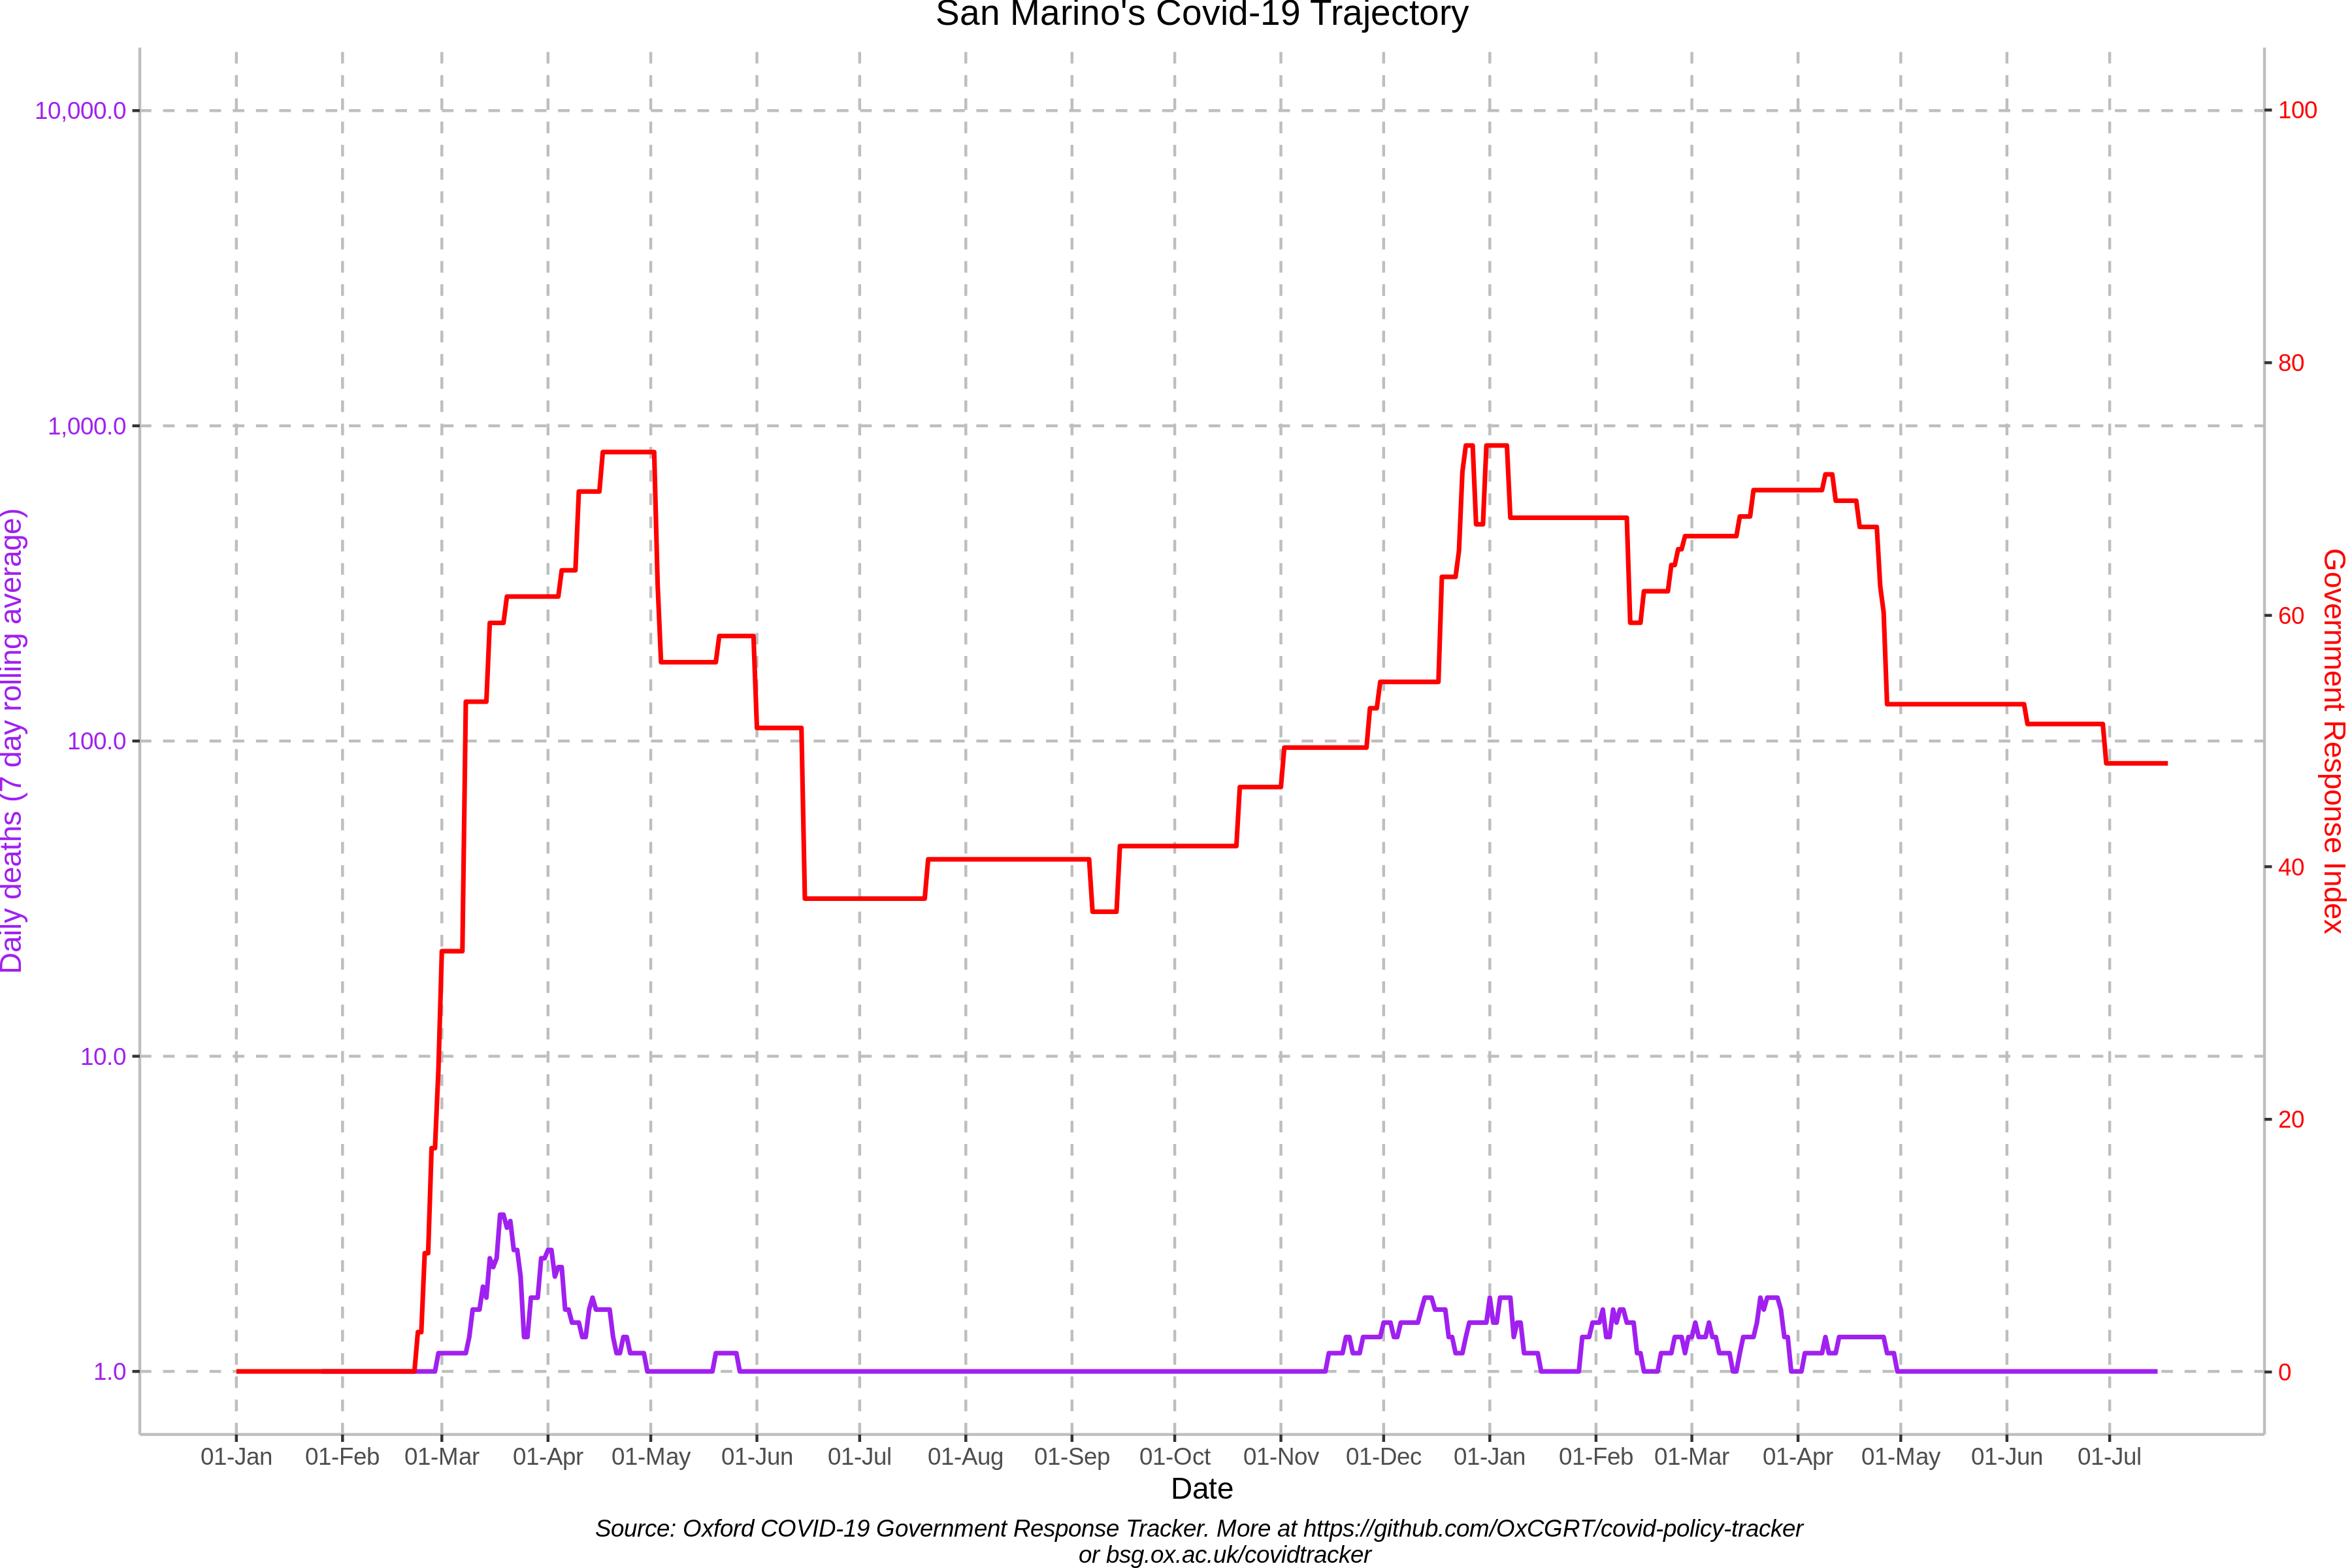 San Marino's Covid-19 Trajectory
10,000.0
1,000.0
100.0
10.0
1.0
Daily deaths (7 day rolling average)
100
80
60
40
20
0
Government Response Index
01-Jan 01-Feb 01-Mar 01-Apr 01-May 01-Jun 01-Jul 01-Aug 01-Sep 01-Oct 01-Nov 01-Dec 01-Jan 01-Feb 01-Mar 01-Apr 01-May 01-Jun 01-Jul
Date
Source: Oxford COVID-19 Government Response Tracker. More at https://github.com/OxCGRT/covid-policy-tracker
or bsg.ox.ac.uk/covidtracker